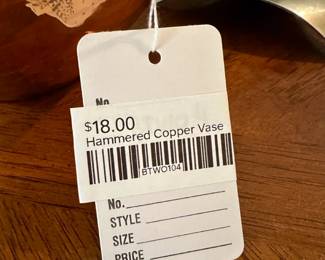 No.
$18.00
Hammered Copper Vase
BTWO104
No.
STYLE
SIZE
PRICE